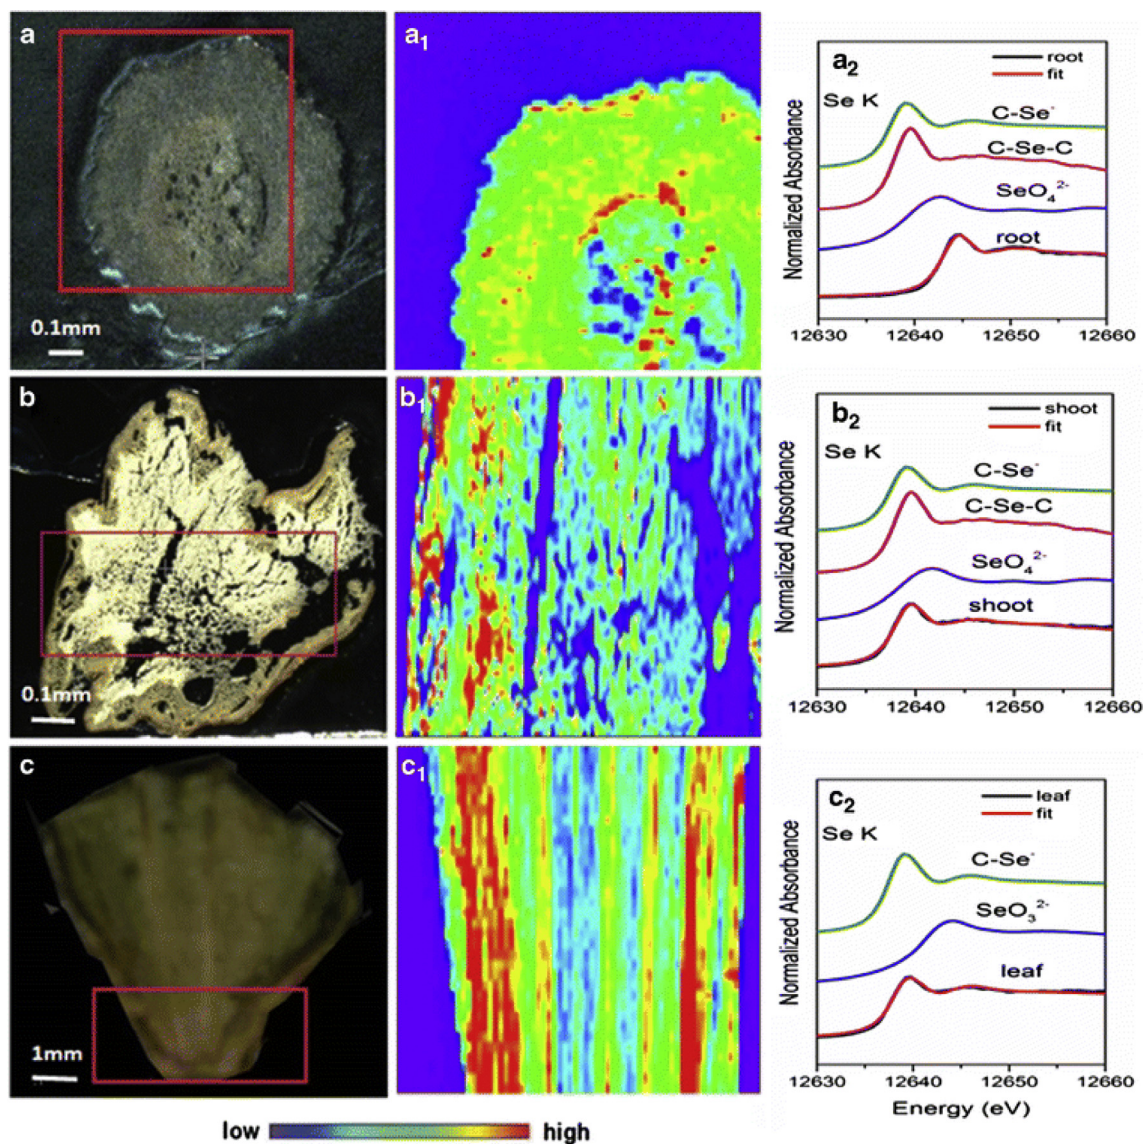 a
0.1mm
a₁
a₂
root
fit
Se K
C-Se⁻
C-Se-C
SeO₄²⁻
root
Normalized Absorbance
12630 12640 12650 12660
b
0.1mm
b₁
b₂
shoot
fit
Se K
C-Se⁻
C-Se-C
SeO₄²⁻
shoot
Normalized Absorbance
12630 12640 12650 12660
c
1mm
c₁
c₂
leaf
fit
Se K
C-Se⁻
SeO₃²⁻
leaf
Normalized Absorbance
12630 12640 12650 12660
Energy (eV)
low high